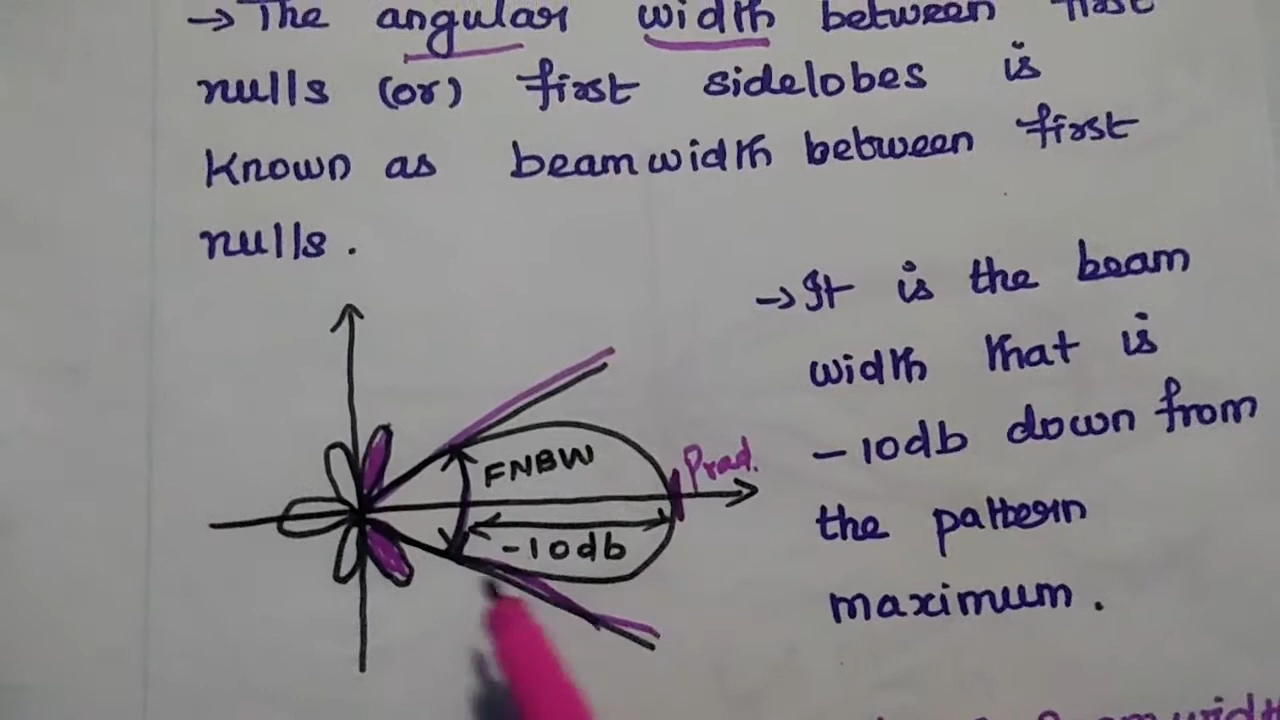 → The angular width between first
nulls (or) first sidelobes is
Known as beamwidth between first
nulls.
→ It is the beam
width that is
-10db down from
the pattern
maximum.
FNBW
Prad.
-10db